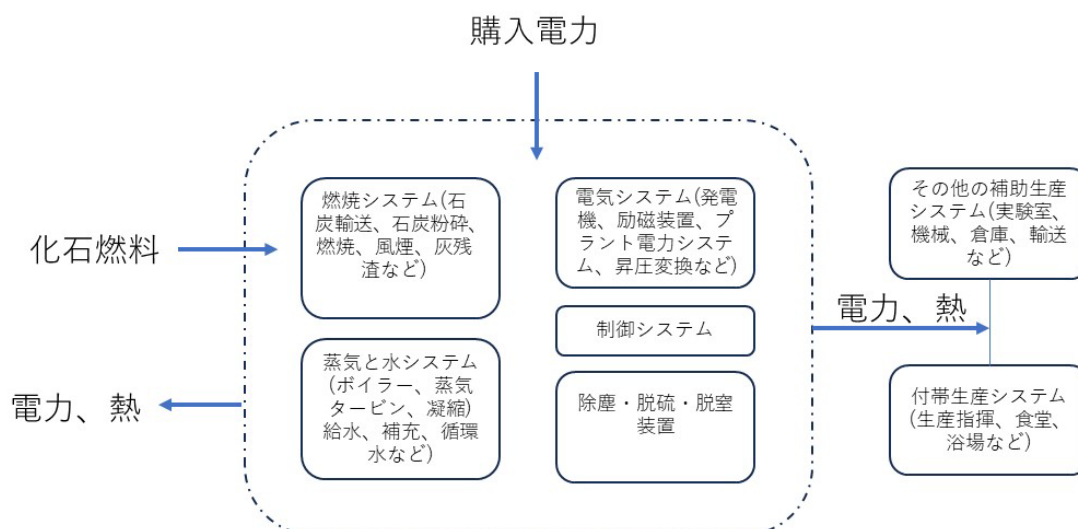 購入電力
化石燃料
電力、熱
燃焼システム(石
炭輸送、石炭粉砕、
燃焼、風煙、灰残
渣など)
電気システム(発電
機、励磁装置、プ
ラント電力システ
ム、昇圧変換など)
制御システム
蒸気と水システム
(ボイラー、蒸気
タービン、凝縮)
給水、補充、循環
水など)
除塵・脱硫・脱窒
装置
電力、熱
その他の補助生産
システム(実験室、
機械、倉庫、輸送
など)
付帯生産システム
(生産指揮、食堂、
浴場など)